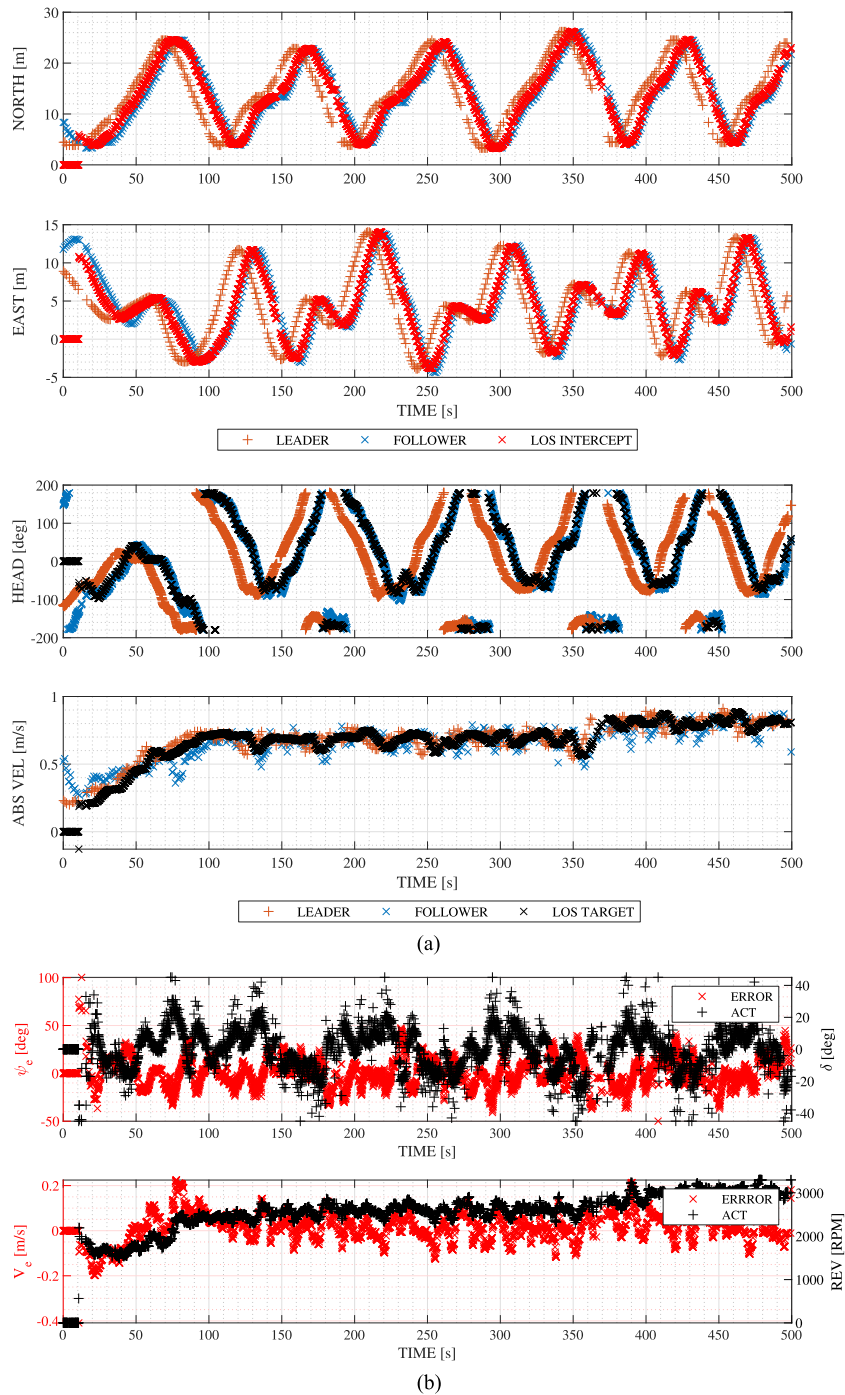 30
20
10
0
NORTH [m]
0 50 100 150 200 250 300 350 400 450 500
15
10
5
0
-5
EAST [m]
0 50 100 150 200 250 300 350 400 450 500
TIME [s]
LEADER FOLLOWER LOS INTERCEPT
200
100
0
-100
-200
HEAD [deg]
0 50 100 150 200 250 300 350 400 450 500
1
0.5
0
ABS VEL [m/s]
0 50 100 150 200 250 300 350 400 450 500
TIME [s]
LEADER FOLLOWER LOS TARGET
(a)
100
50
0
-50
ψe [deg]
ERROR
ACT
40
20
0
-20
-40
δ [deg]
0 50 100 150 200 250 300 350 400 450 500
TIME [s]
0.2
0
-0.2
-0.4
Ve [m/s]
ERRROR
ACT
3000
2000
1000
0
REV [RPM]
0 50 100 150 200 250 300 350 400 450 500
TIME [s]
(b)